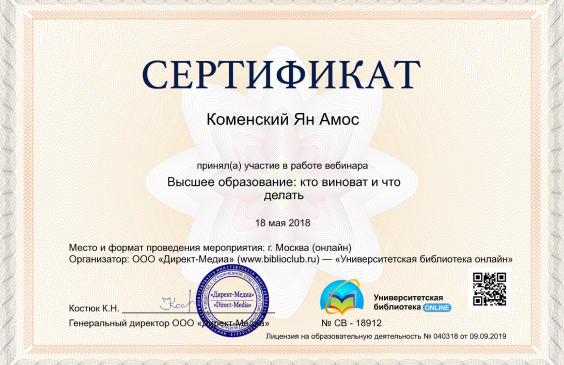 СЕРТИФИКАТ
Коменский Ян Амос
принял(а) участие в работе вебинара
Высшее образование: кто виноват и что
делать
18 мая 2018
Место и формат проведения мероприятия: г. Москва (онлайн)
Организатор: ООО «Директ-Медиа» (www.biblioclub.ru) — «Университетская библиотека онлайн»
«Директ-Медиа»
«Direct-Media»
Университетская
библиотека ONLINE
Костюк К.Н.
Генеральный директор ООО «Директ-Медиа»
№ СВ - 18912
Лицензия на образовательную деятельность № 040318 от 09.09.2019